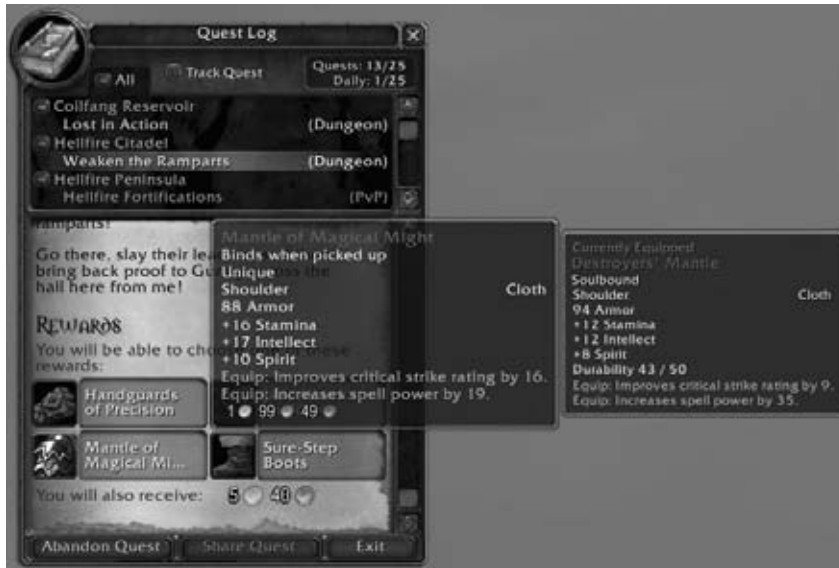 Quest Log
All
Track Quest
Quests: 13/25
Daily: 1/25
Coilfang Reservoir
Lost in Action (Dungeon)
Hellfire Citadel
Weaken the Ramparts (Dungeon)
Hellfire Peninsula
Hellfire Fortifications (PvP)
ramparts!
Go there, slay their
bring back proof to
hall here from me!
REWARDS
You will be able to these
rewards:
Handguards
of Precision
Mantle of
Magical Mi...
Sure-Step
Boots
You will also receive: 5 40
Abandon Quest
Share Quest
Exit
Mantle of Magical Might
Binds when picked up
Unique
Shoulder Cloth
88 Armor
+16 Stamina
+17 Intellect
+10 Spirit
Equip: Improves critical strike rating by 16.
Equip: Increases spell power by 19.
1 99 49
Currently Equipped
Destroyers' Mantle
Soulbound
Shoulder Cloth
94 Armor
+12 Stamina
+12 Intellect
+8 Spirit
Durability 43 / 50
Equip: Improves critical strike rating by 9.
Equip: Increases spell power by 35.